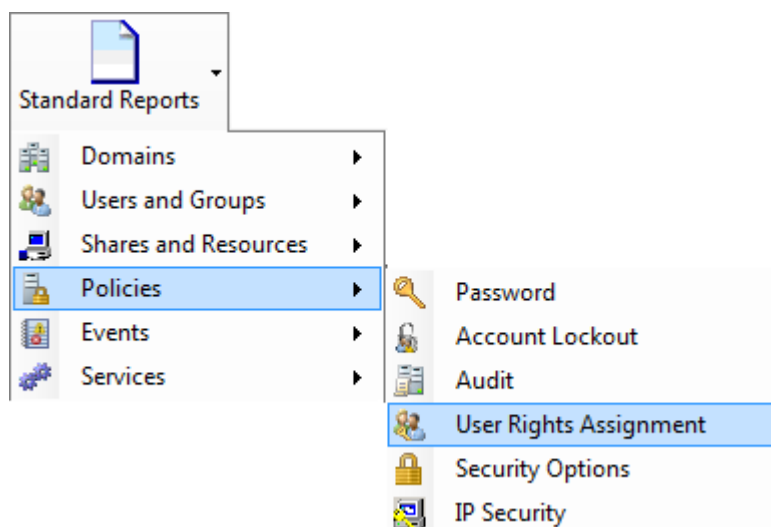 Standard Reports
Domains
Users and Groups
Shares and Resources
Policies
Events
Services
Password
Account Lockout
Audit
User Rights Assignment
Security Options
IP Security